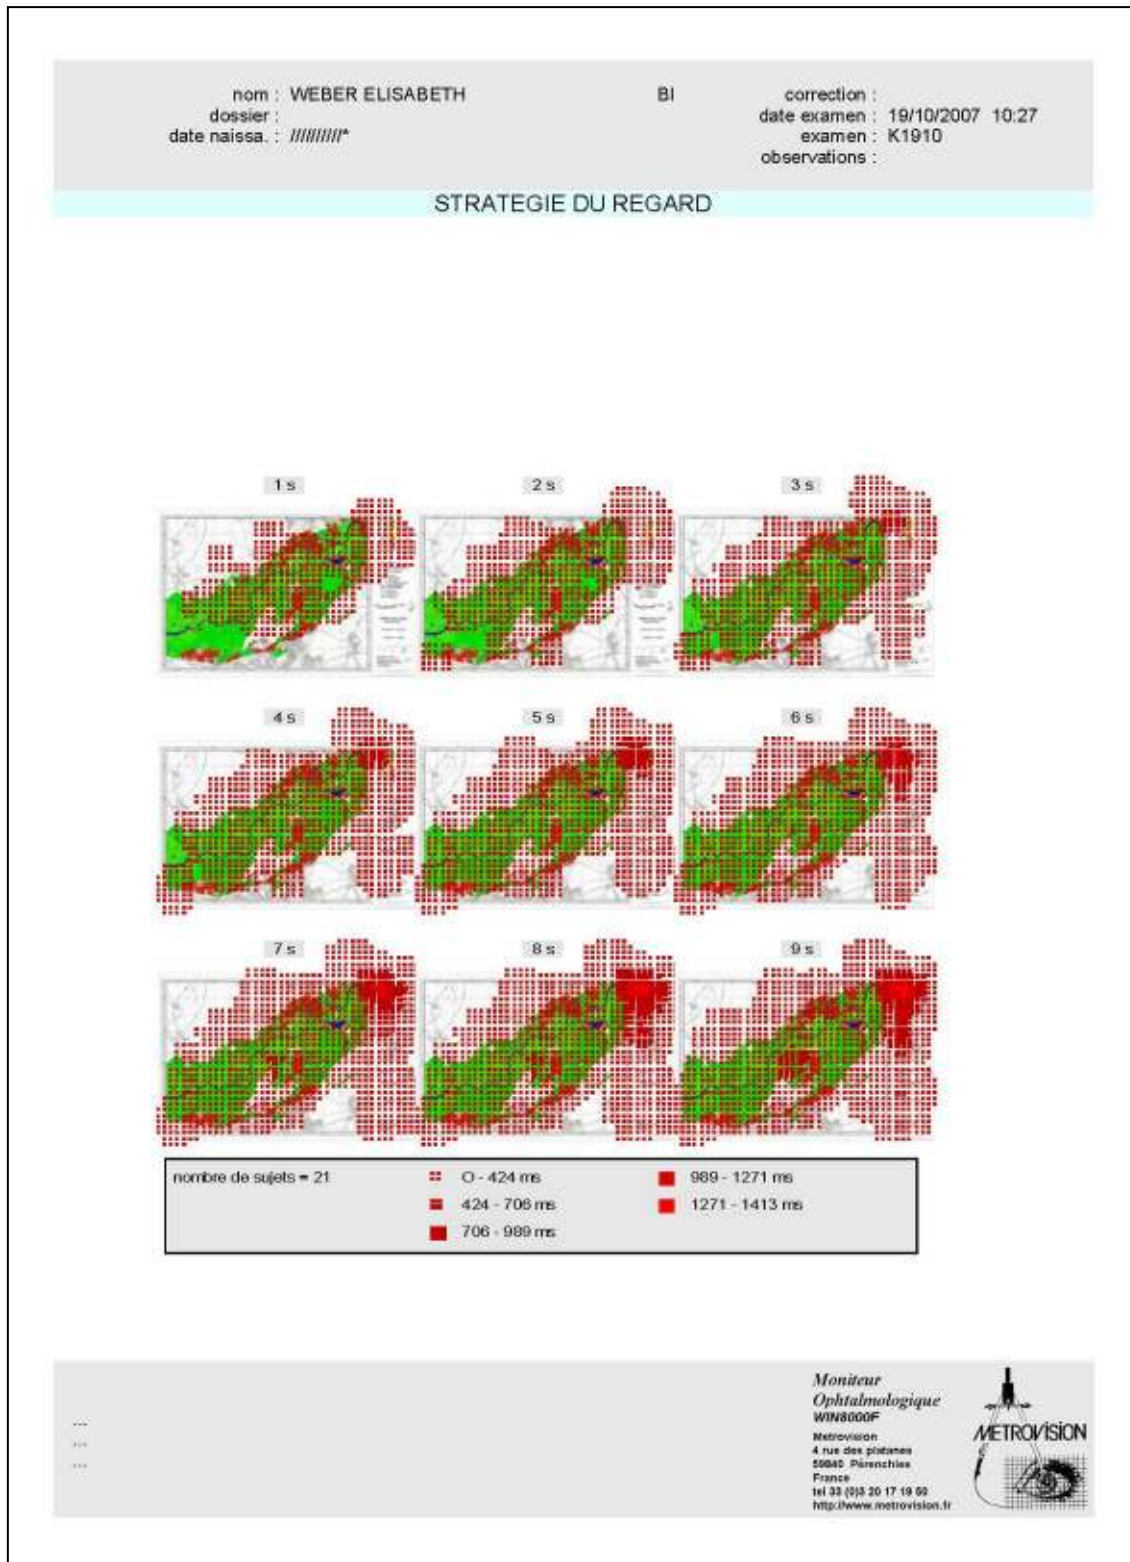 nom : WEBER ELISABETH BI correction :
dossier : date examen : 19/10/2007 10:27
date naissa. : //////////* examen : K1910
observations :
STRATEGIE DU REGARD
1 s 2 s 3 s
4 s 5 s 6 s
7 s 8 s 9 s
nombre de sujets = 21 O - 424 ms 989 - 1271 ms
424 - 706 ms 1271 - 1413 ms
706 - 989 ms
Moniteur
Ophtalmologique
WIN8000F
Metrovision
4 rue des platanes
59840 Pérenchies
France
tel 33 (0)3 20 17 19 50
http://www.metrovision.fr
METROVISION
---
---
---